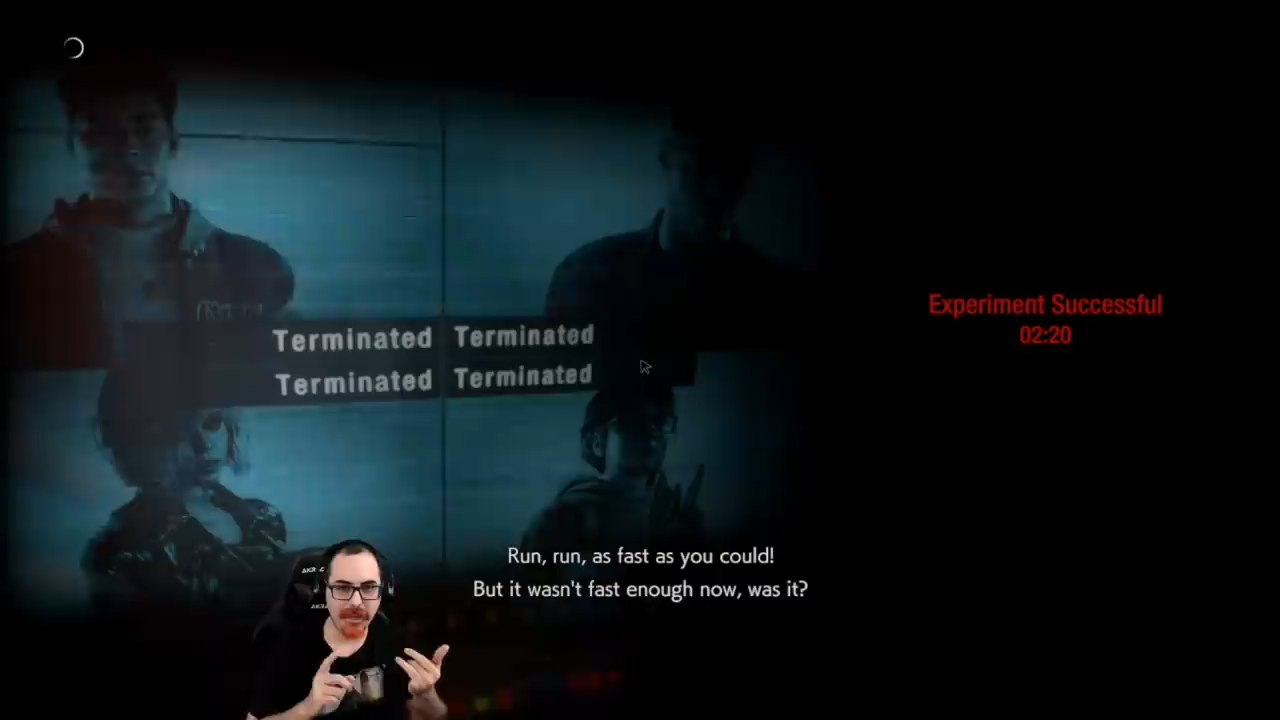 Experiment Successful
02:20
Terminated Terminated
Terminated Terminated
Run, run, as fast as you could!
But it wasn't fast enough now, was it?